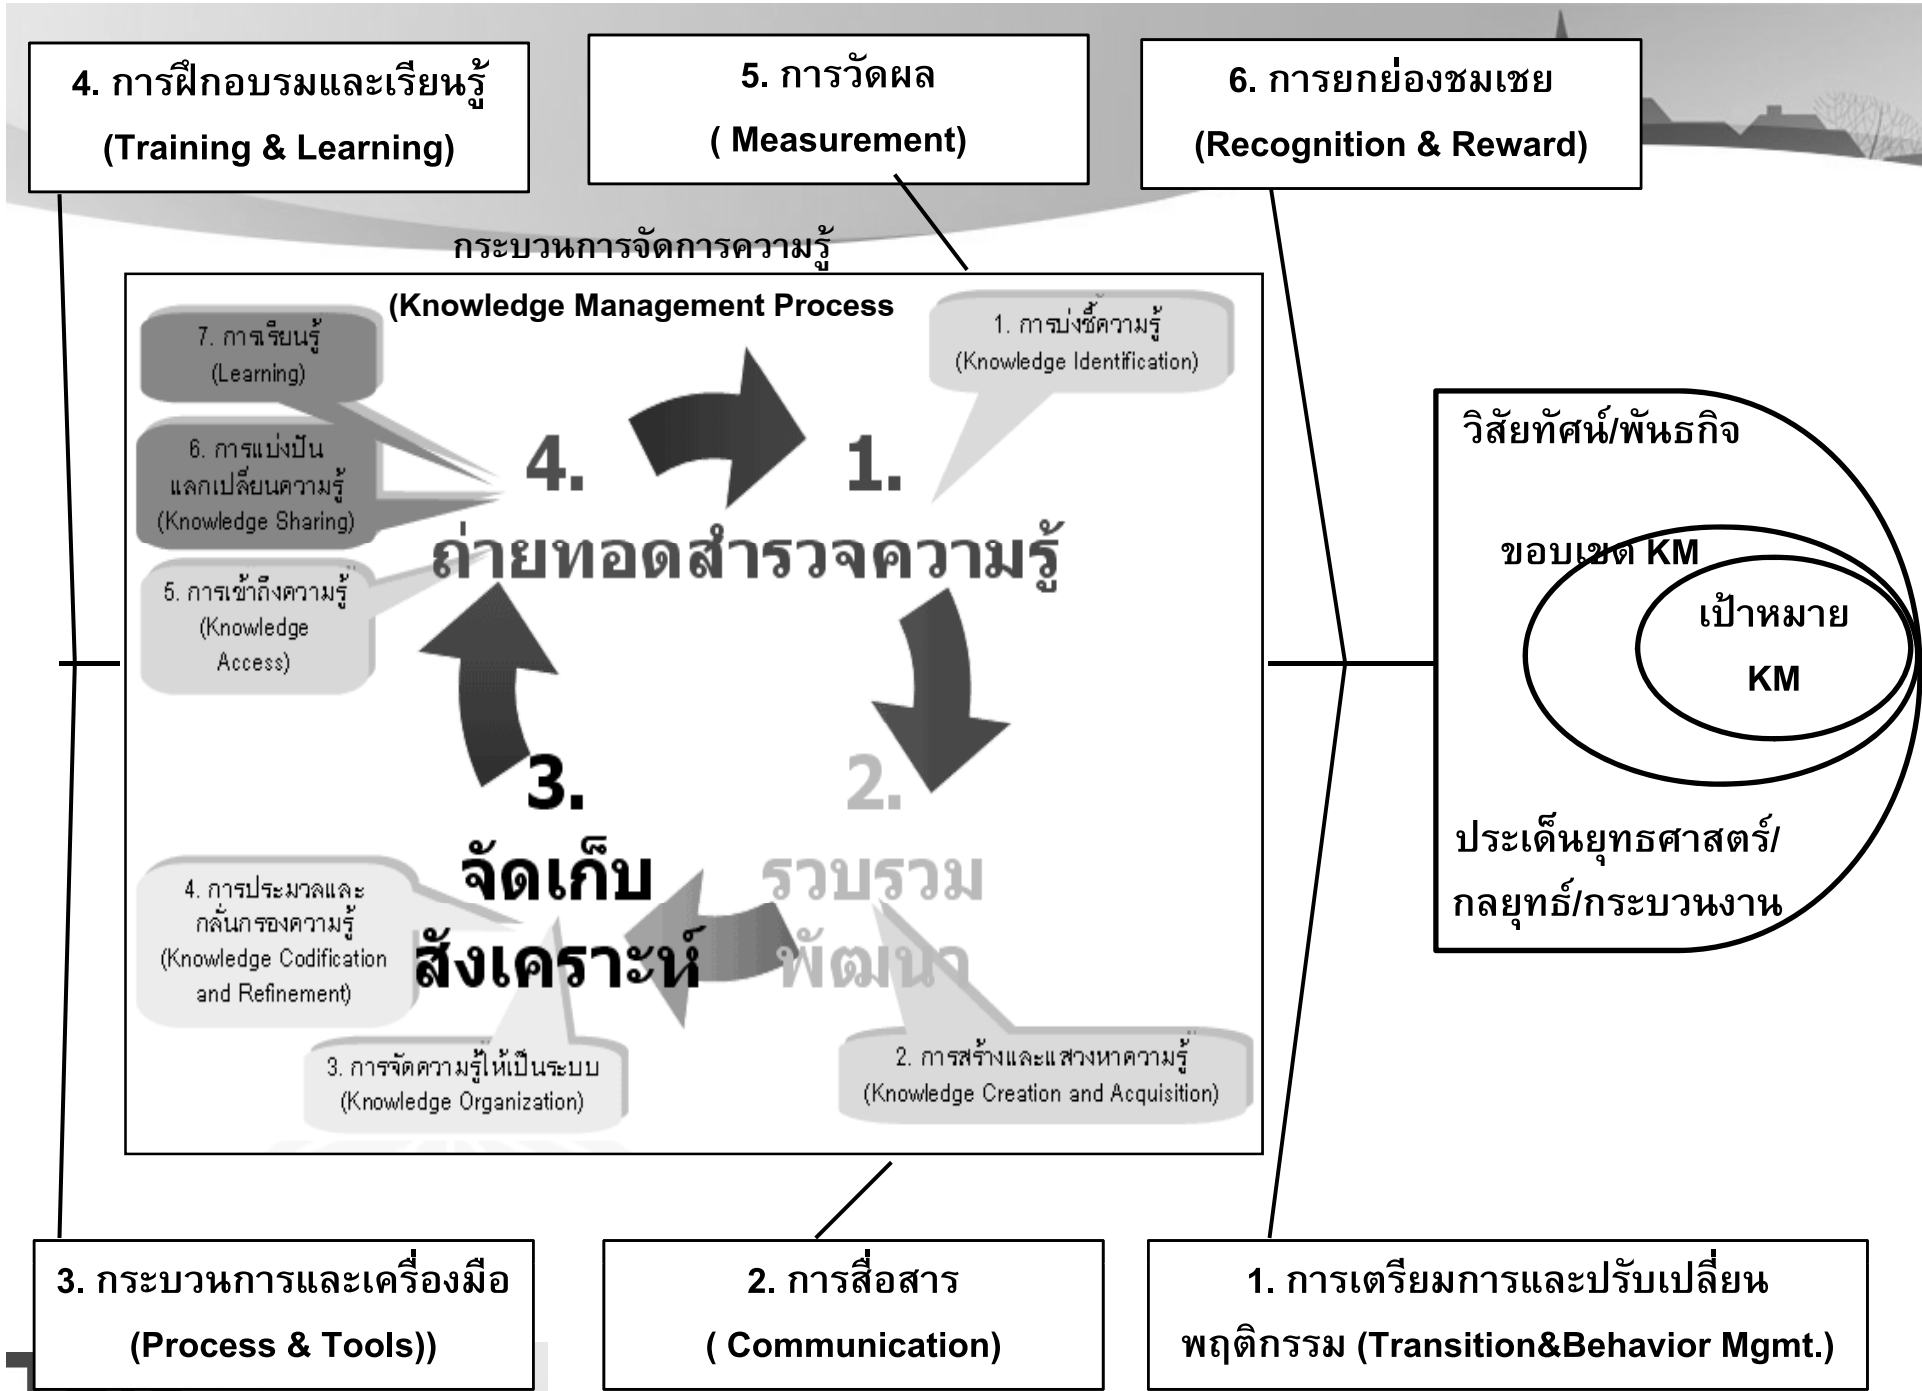 4. การฝึกอบรมและเรียนรู้
(Training & Learning)
5. การวัดผล
( Measurement)
6. การยกย่องชมเชย
(Recognition & Reward)
กระบวนการจัดการความรู้
(Knowledge Management Process
7. การเรียนรู้
(Learning)
1. การบ่งชี้ความรู้
(Knowledge Identification)
6. การแบ่งปัน
แลกเปลี่ยนความรู้
(Knowledge Sharing)
4.
1.
ถ่ายทอดสำรวจความรู้
5. การเข้าถึงความรู้
(Knowledge
Access)
วิสัยทัศน์/พันธกิจ
ขอบเขต KM
เป้าหมาย
KM
ประเด็นยุทธศาสตร์/
กลยุทธ์/กระบวนงาน
3.
จัดเก็บ
สังเคราะห์
2.
รวบรวม
พัฒนา
4. การประมวลและ
กลั่นกรองความรู้
(Knowledge Codification
and Refinement)
3. การจัดความรู้ให้เป็นระบบ
(Knowledge Organization)
2. การสร้างและแสวงหาความรู้
(Knowledge Creation and Acquisition)
3. กระบวนการและเครื่องมือ
(Process & Tools))
2. การสื่อสาร
( Communication)
1. การเตรียมการและปรับเปลี่ยน
พฤติกรรม (Transition&Behavior Mgmt.)